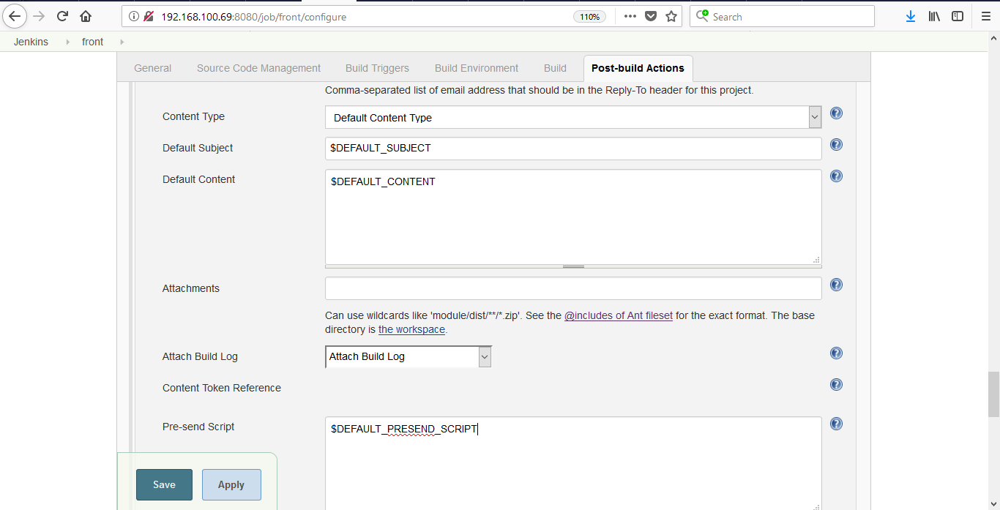 192.168.100.69:8080/job/front/configure
110%
Search
Jenkins
front
General
Source Code Management
Build Triggers
Build Environment
Build
Post-build Actions
Comma-separated list of email address that should be in the Reply-To header for this project.
Content Type
Default Content Type
Default Subject
$DEFAULT_SUBJECT
Default Content
$DEFAULT_CONTENT
Attachments
Can use wildcards like 'module/dist/**/*.zip'. See the @includes of Ant fileset for the exact format. The base
directory is the workspace.
Attach Build Log
Attach Build Log
Content Token Reference
Pre-send Script
$DEFAULT_PRESEND_SCRIPT
Save
Apply